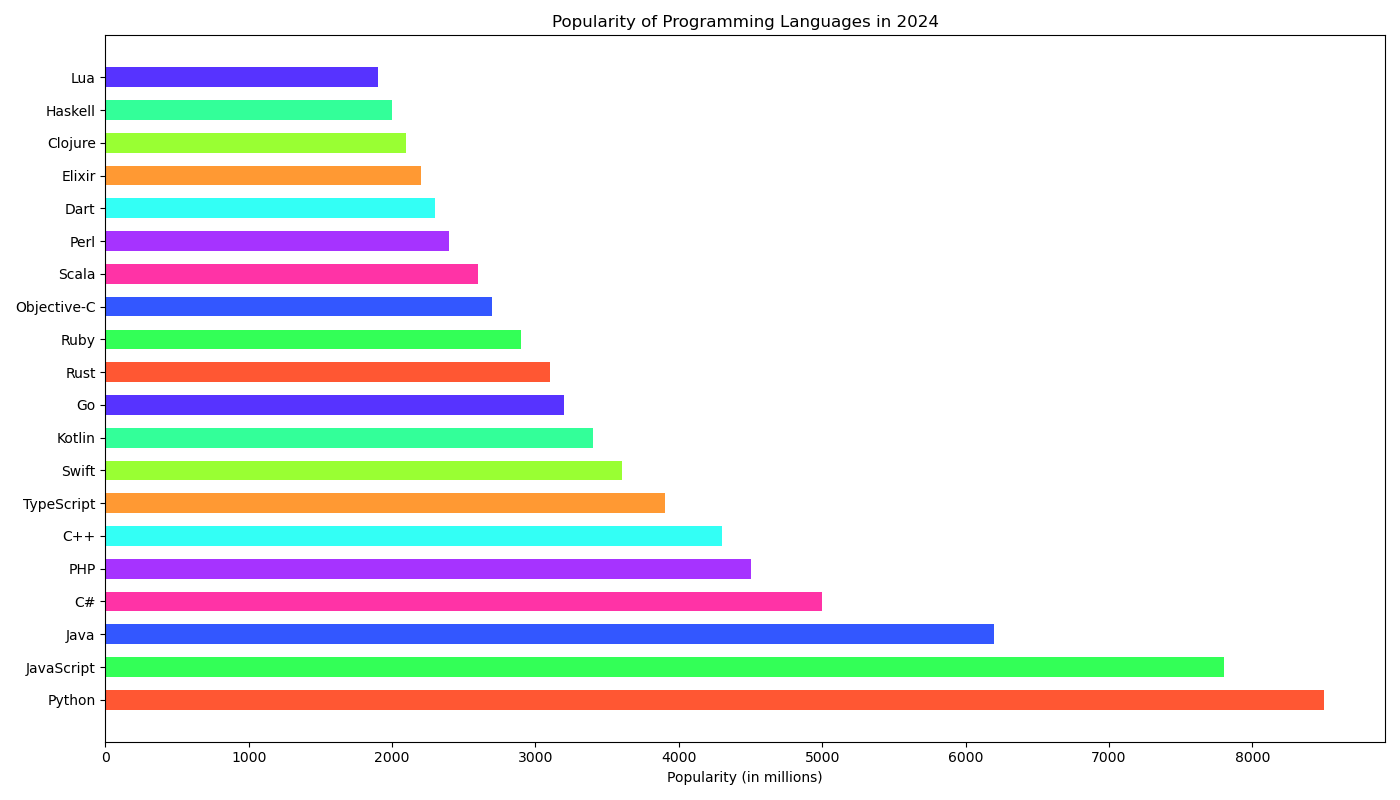 Popularity of Programming Languages in 2024
Lua
Haskell
Clojure
Elixir
Dart
Perl
Scala
Objective-C
Ruby
Rust
Go
Kotlin
Swift
TypeScript
C++
PHP
C#
Java
JavaScript
Python
0 1000 2000 3000 4000 5000 6000 7000 8000
Popularity (in millions)